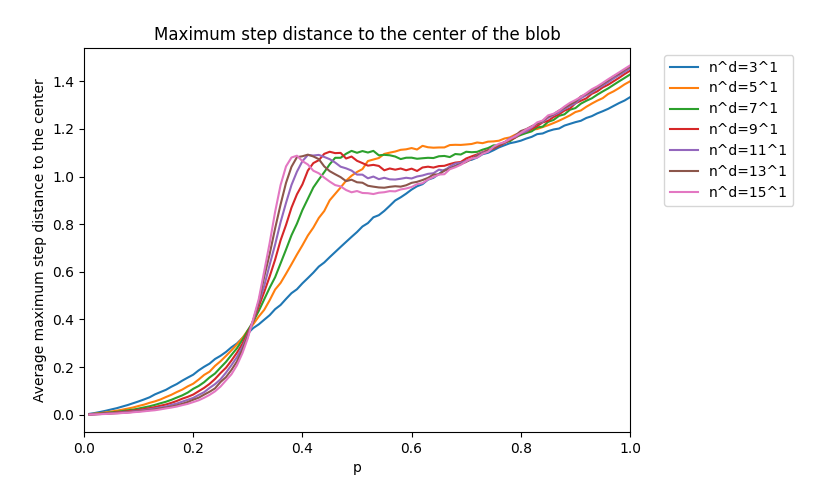 Maximum step distance to the center of the blob
Average maximum step distance to the center
1.4
1.2
1.0
0.8
0.6
0.4
0.2
0.0
0.0 0.2 0.4 0.6 0.8 1.0
p
n^d=3^1
n^d=5^1
n^d=7^1
n^d=9^1
n^d=11^1
n^d=13^1
n^d=15^1